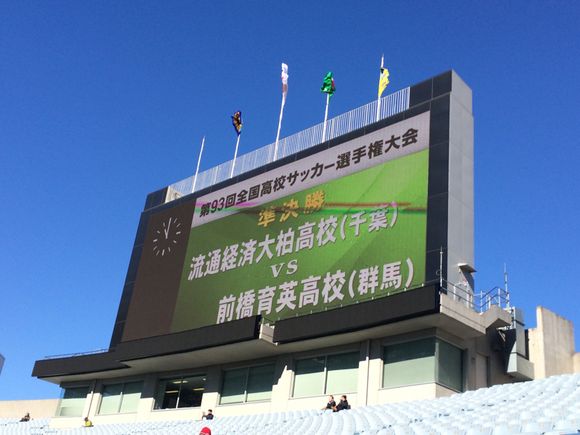 第93回全国高校サッカー選手権大会
準決勝
流通経済大柏高校(千葉)
vs
前橋育英高校(群馬)